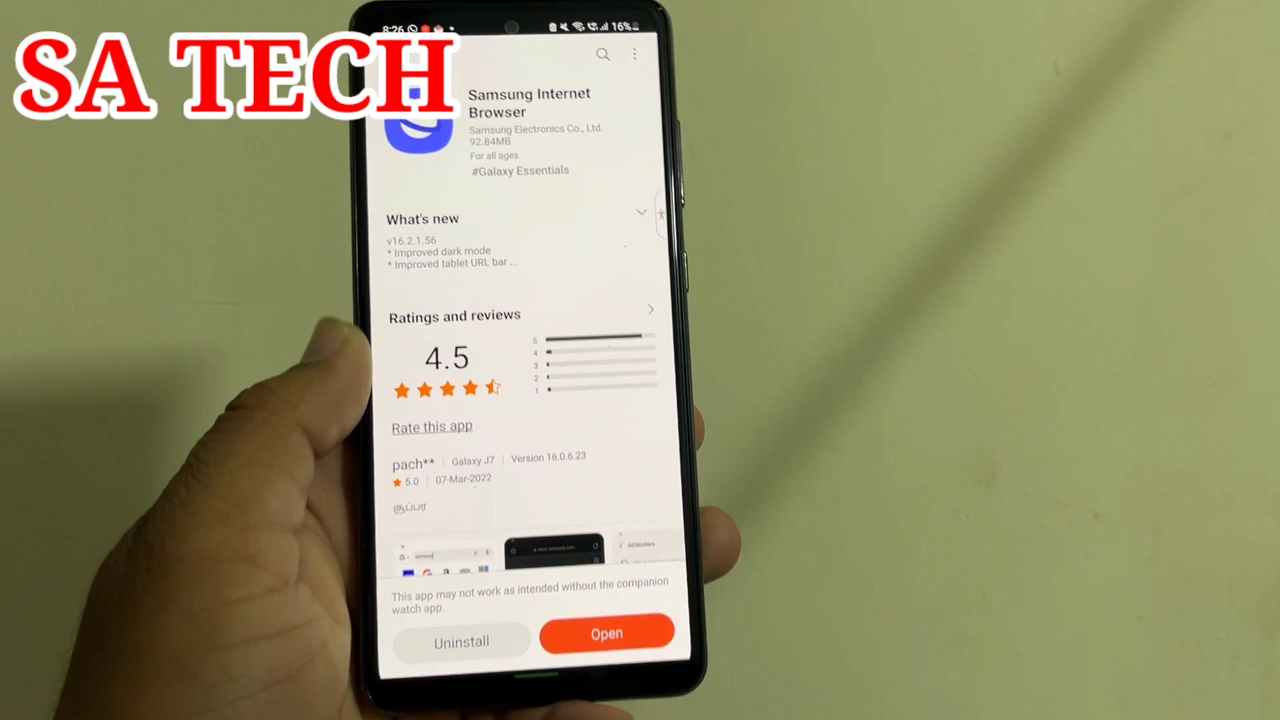 SA TECH
8:26
16%
Samsung Internet
Browser
Samsung Electronics Co., Ltd.
92.84MB
For all ages
#Galaxy Essentials
What's new
v16.2.1.56
* Improved dark mode
* Improved tablet URL bar ...
Ratings and reviews
4.5
5
4
3
2
1
Rate this app
pach** Galaxy J7 Version 16.0.6.23
5.0 07-Mar-2022
This app may not work as intended without the companion
watch app.
Uninstall
Open